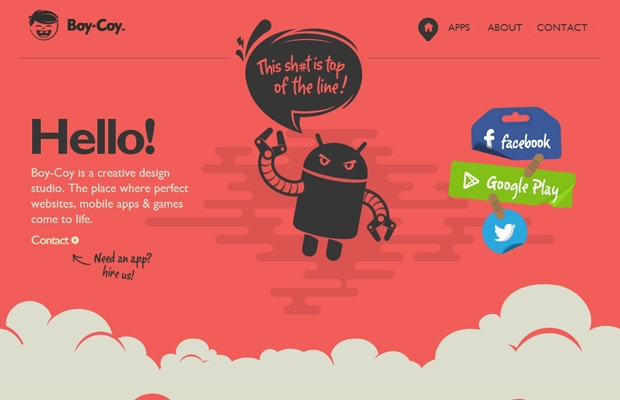 Boy-Coy.
APPS ABOUT CONTACT
This sh#t is top
of the line!
Hello!
Boy-Coy is a creative design
studio. The place where perfect
websites, mobile apps & games
come to life.
Contact
Need an app?
hire us!
facebook
Google Play